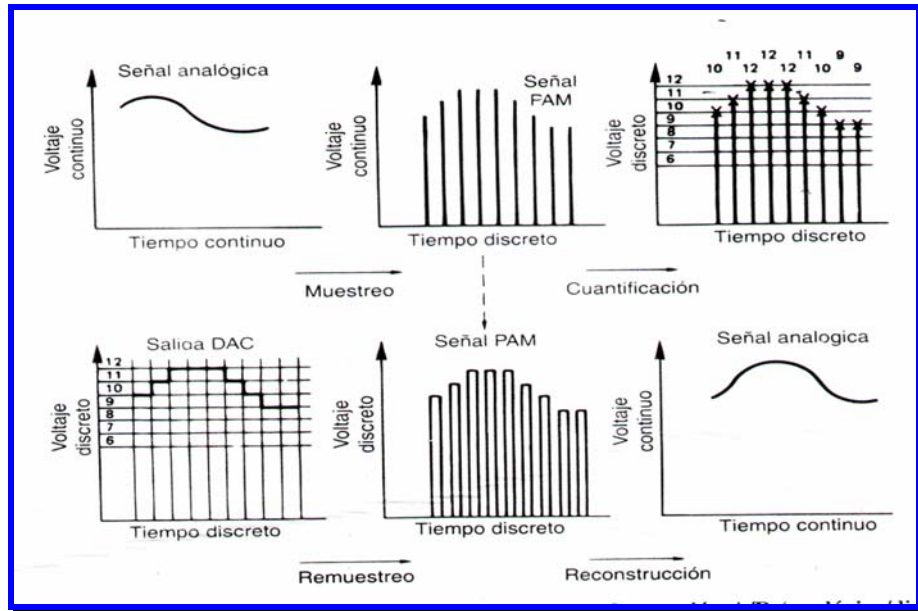 Señal analógica
Voltaje
continuo
Tiempo continuo
Muestreo
Señal
PAM
Voltaje
continuo
Tiempo discreto
Cuantificación
11 12 11 9
10 12 12 10 9
12
11
10
9
8
7
6
Voltaje
discreto
Tiempo discreto
Salida DAC
12
11
10
9
8
7
6
Voltaje
discreto
Tiempo discreto
Remuestreo
Señal PAM
Voltaje
discreto
Tiempo discreto
Reconstrucción
Señal analogica
Voltaje
continuo
Tiempo continuo